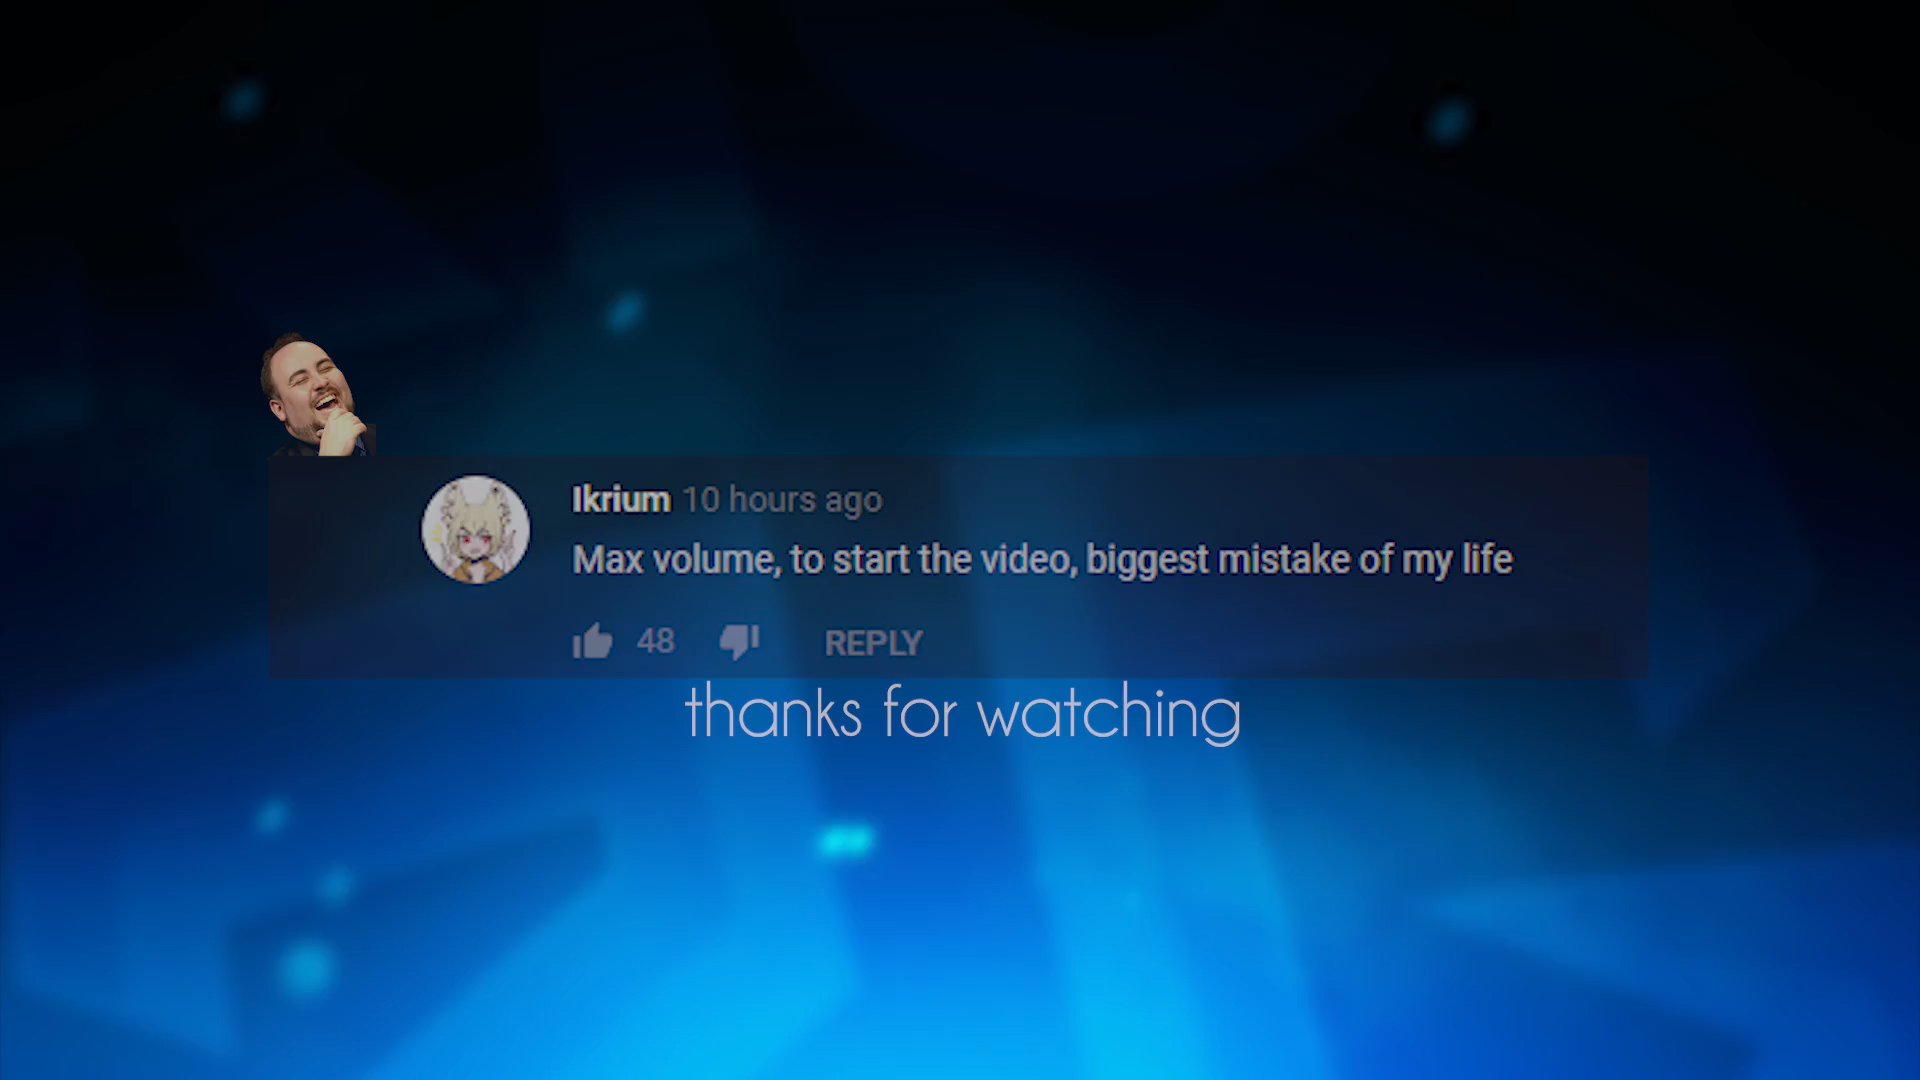 Ikrium 10 hours ago
Max volume, to start the video, biggest mistake of my life
48 REPLY
thanks for watching